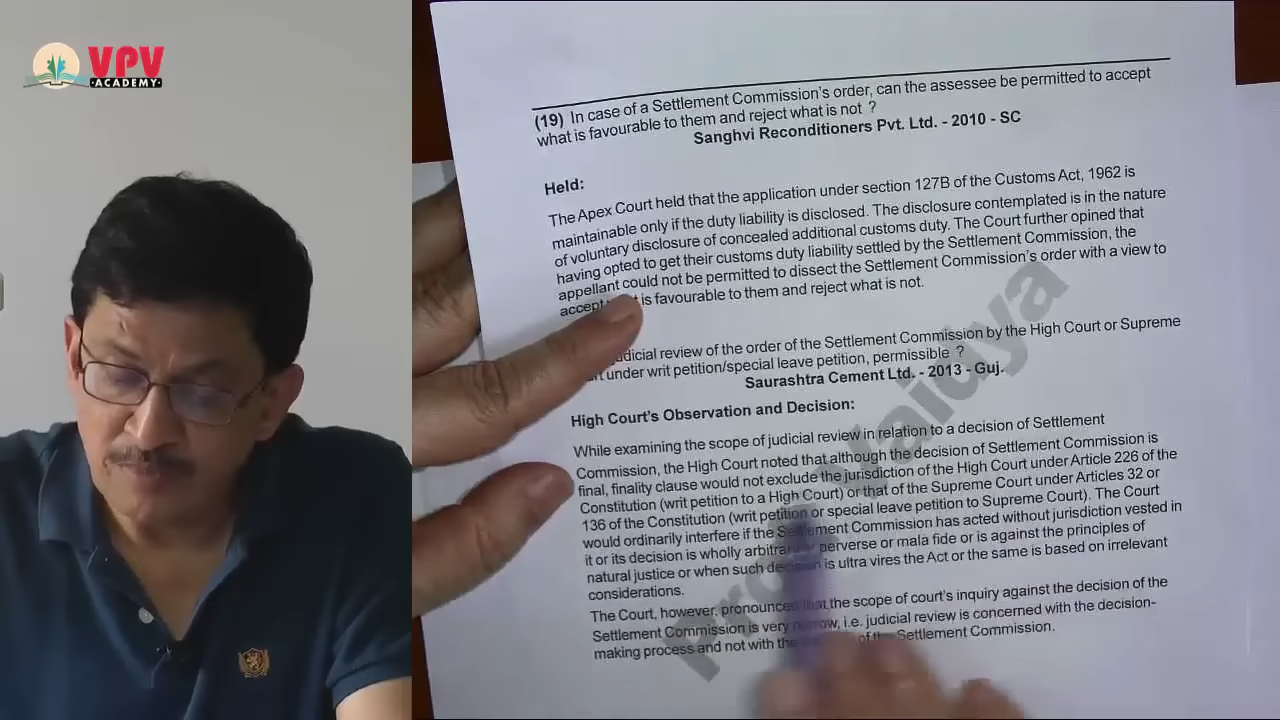 VPV
ACADEMY
(19) In case of a Settlement Commission's order, can the assessee be permitted to accept
what is favourable to them and reject what is not ?
Sanghvi Reconditioners Pvt. Ltd. - 2010 - SC
Held:
The Apex Court held that the application under section 127B of the Customs Act, 1962 is
maintainable only if the duty liability is disclosed. The disclosure contemplated is in the nature
of voluntary disclosure of concealed additional customs duty. The Court further opined that
having opted to get their customs duty liability settled by the Settlement Commission, the
appellant could not be permitted to dissect the Settlement Commission's order with a view to
accept is favourable to them and reject what is not.
judicial review of the order of the Settlement Commission by the High Court or Supreme
under writ petition/special leave petition, permissible ?
Saurashtra Cement Ltd. - 2013 - Guj.
High Court's Observation and Decision:
While examining the scope of judicial review in relation to a decision of Settlement
Commission, the High Court noted that although the decision of Settlement Commission is
final, finality clause would not exclude the jurisdiction of the High Court under Article 226 of the
Constitution (writ petition to a High Court) or that of the Supreme Court under Articles 32 or
136 of the Constitution (writ petition or special leave petition to Supreme Court). The Court
would ordinarily interfere if the Settlement Commission has acted without jurisdiction vested in
it or its decision is wholly arbitrary or perverse or mala fide or is against the principles of
natural justice or when such decision is ultra vires the Act or the same is based on irrelevant
considerations.
The Court, however, pronounced that the scope of court's inquiry against the decision of the
Settlement Commission is very narrow, i.e. judicial review is concerned with the decision-
making process and not with the of the Settlement Commission.
Vaidya